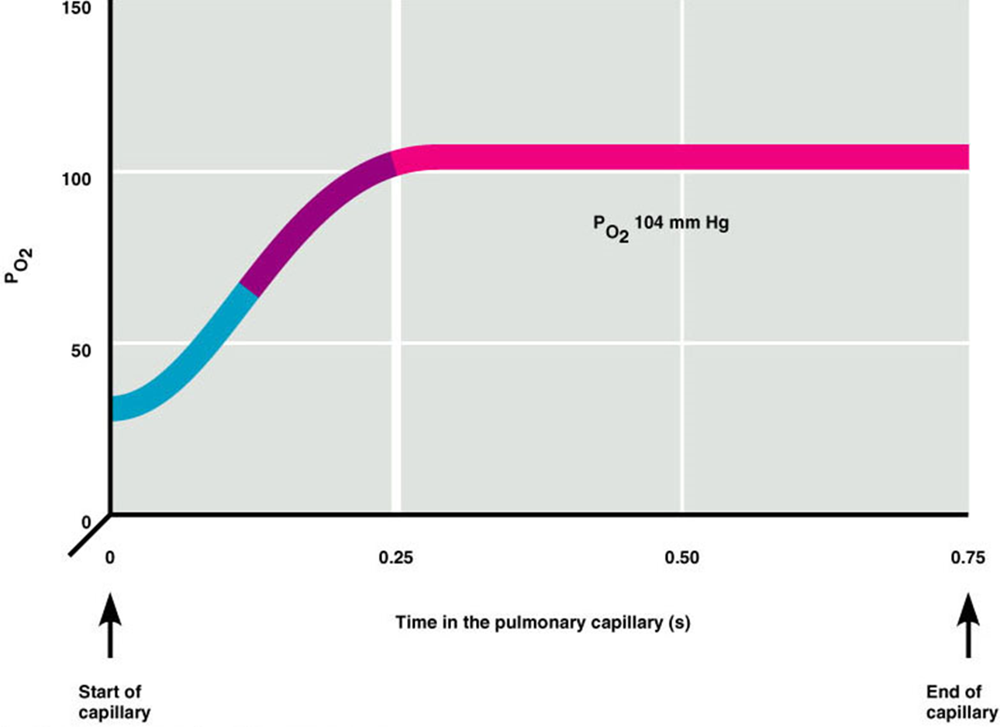 150
100
50
0
PO2
PO2 104 mm Hg
0
0.25
0.50
0.75
Time in the pulmonary capillary (s)
Start of
capillary
End of
capillary